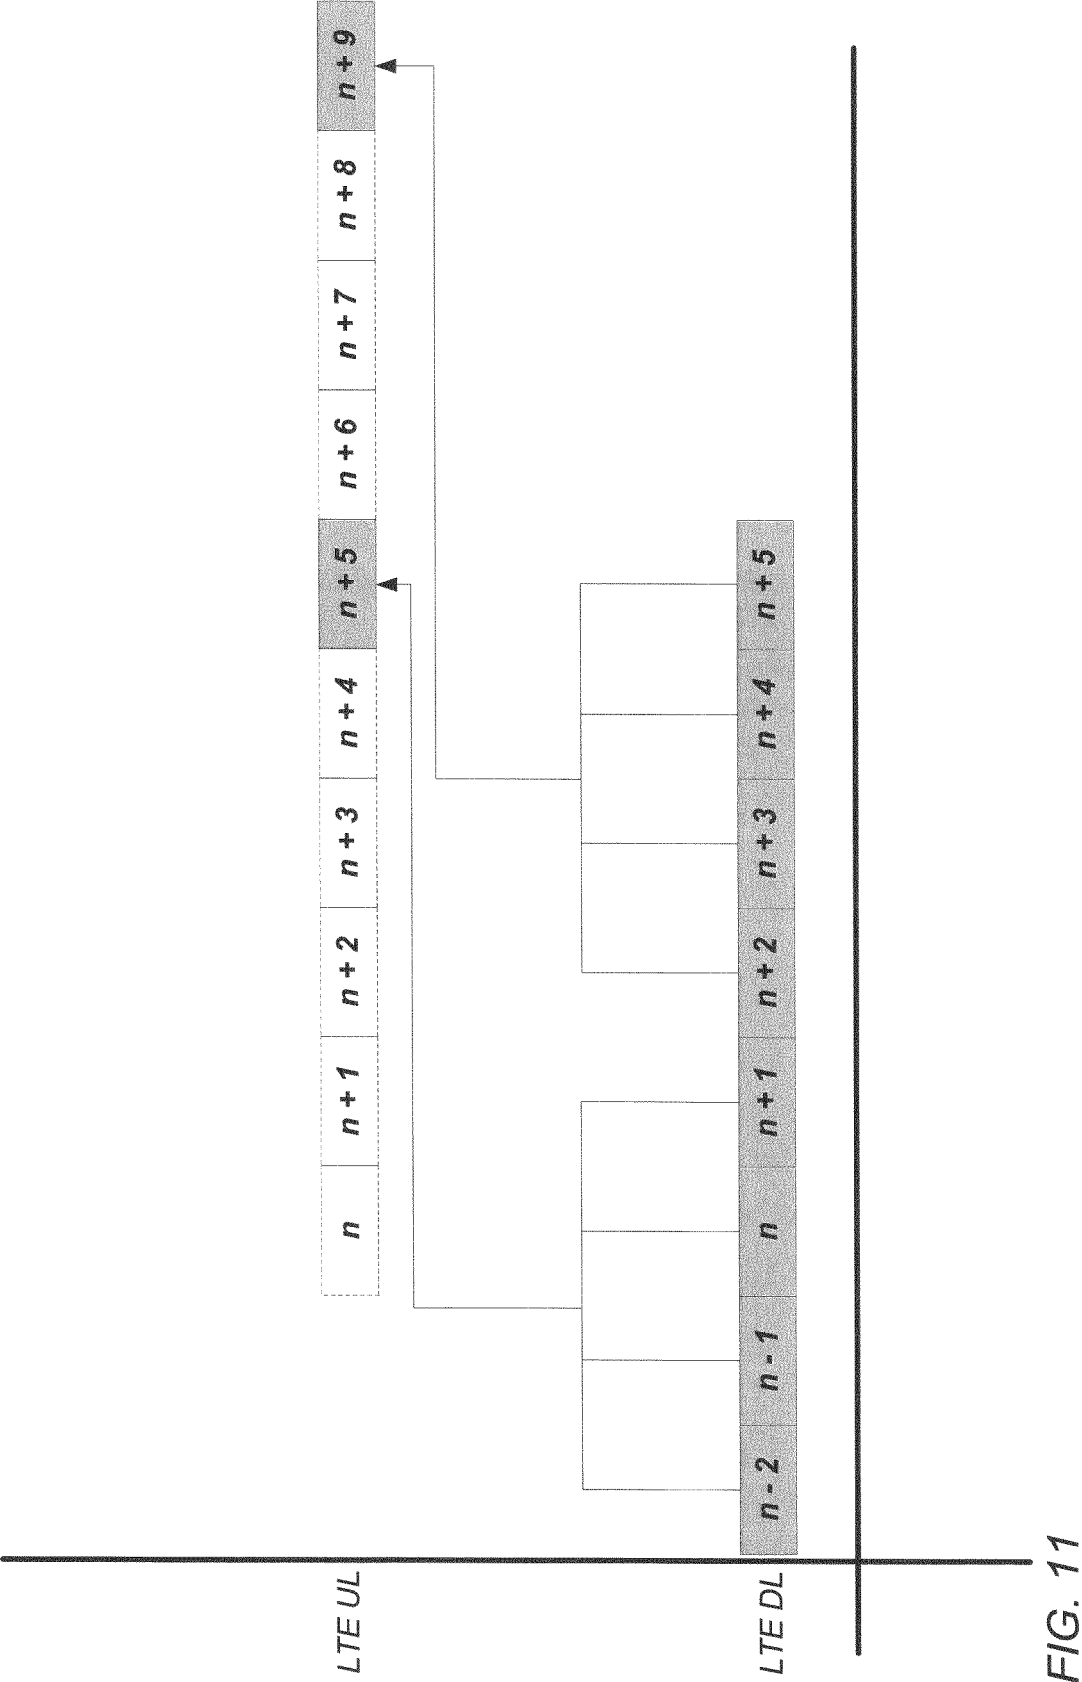 LTE UL
n
n + 1
n + 2
n + 3
n + 4
n + 5
n + 6
n + 7
n + 8
n + 9
LTE DL
n - 2
n - 1
n
n + 1
n + 2
n + 3
n + 4
n + 5
FIG. 11